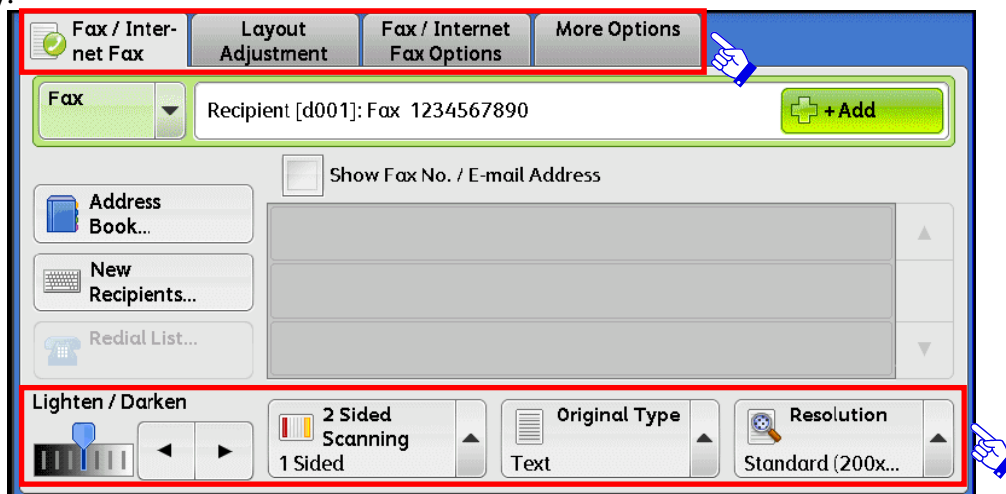 Fax / Inter-
net Fax
Layout
Adjustment
Fax / Internet
Fax Options
More Options
Fax
Recipient [d001]: Fax 1234567890
+ Add
Show Fax No. / E-mail Address
Address
Book...
New
Recipients...
Redial List...
Lighten / Darken
2 Sided
Scanning
1 Sided
Original Type
Text
Resolution
Standard (200x...